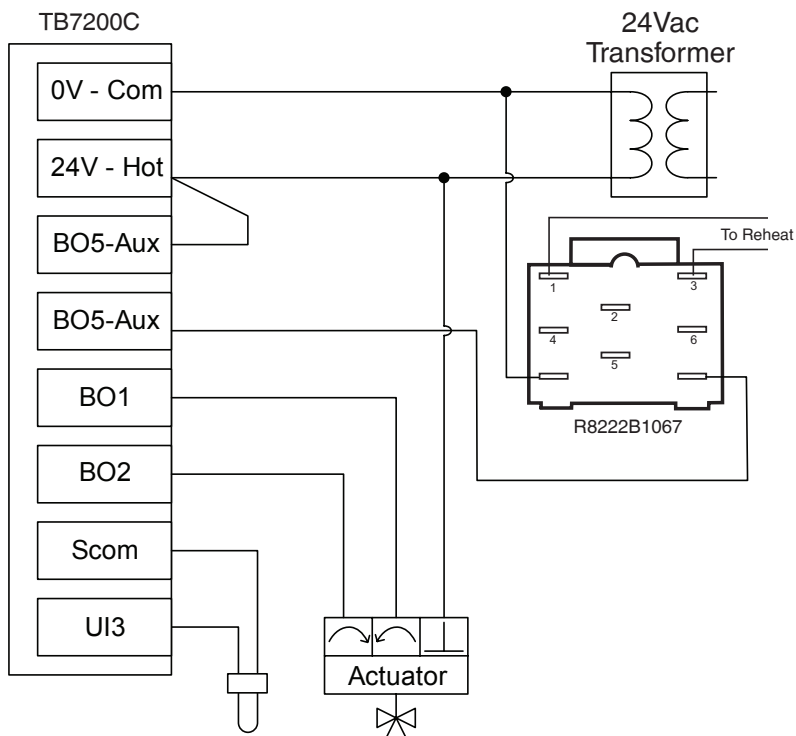 TB7200C
24Vac
Transformer
0V - Com
24V - Hot
BO5-Aux
BO5-Aux
BO1
BO2
Scom
UI3
To Reheat
1
3
2
4
6
5
R8222B1067
Actuator